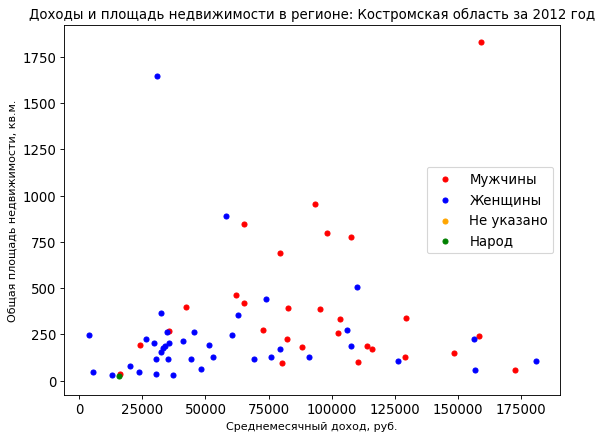 Доходы и площадь недвижимости в регионе: Костромская область за 2012 год
1750
1500
1250
1000
750
500
250
0
Общая площадь недвижимости, кв.м.
Мужчины
Женщины
Не указано
Народ
0 25000 50000 75000 100000 125000 150000 175000
Среднемесячный доход, руб.